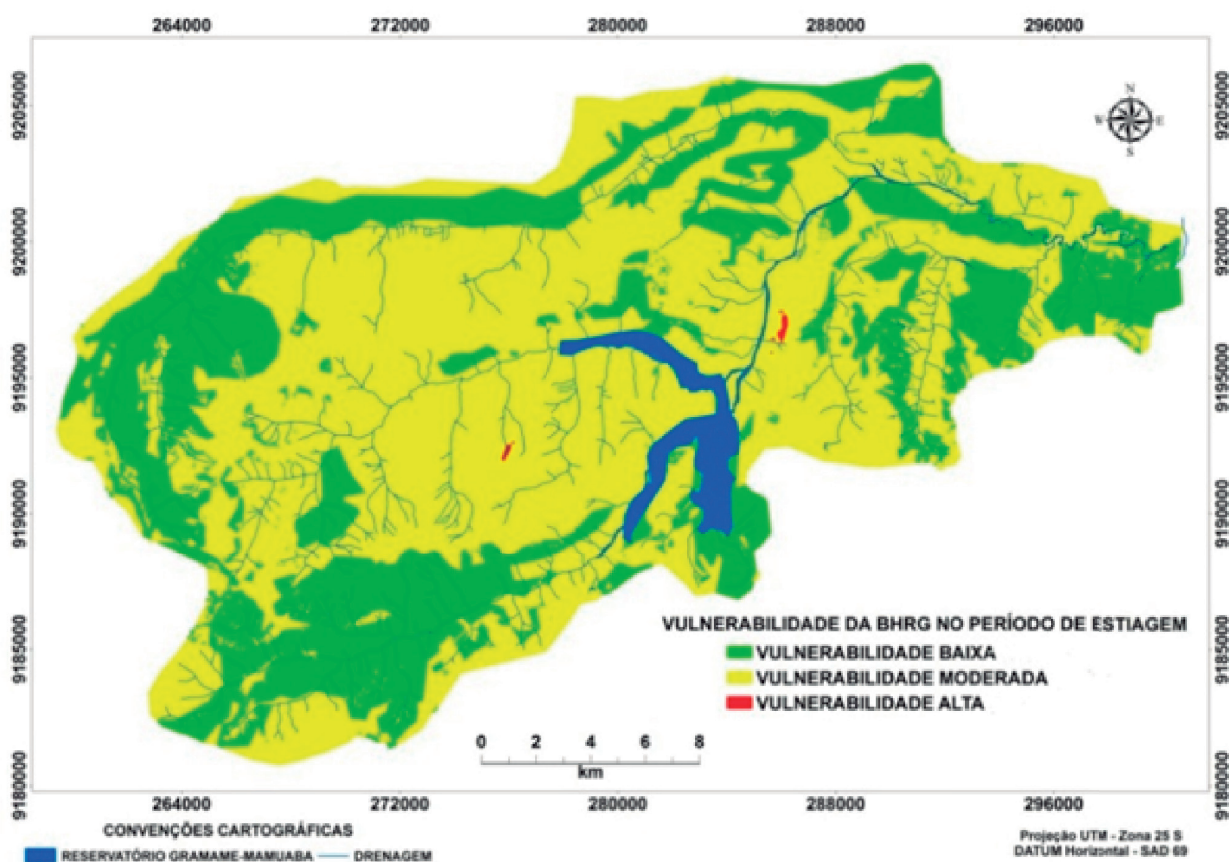 264000 272000 280000 288000 296000
9205000 9205000
N
W E
S
9200000 9200000
9195000 9195000
9190000 9190000
VULNERABILIDADE DA BHRG NO PERÍODO DE ESTIAGEM
9185000 9185000
VULNERABILIDADE BAIXA
VULNERABILIDADE MODERADA
VULNERABILIDADE ALTA
0 2 4 6 8
km
9180000 9180000
264000 272000 280000 288000 296000
CONVENÇÕES CARTOGRÁFICAS
RESERVATÓRIO GRAMAME-MAMUABA DRENAGEM
Projeção UTM - Zona 25 S
DATUM Horizontal - SAD 69